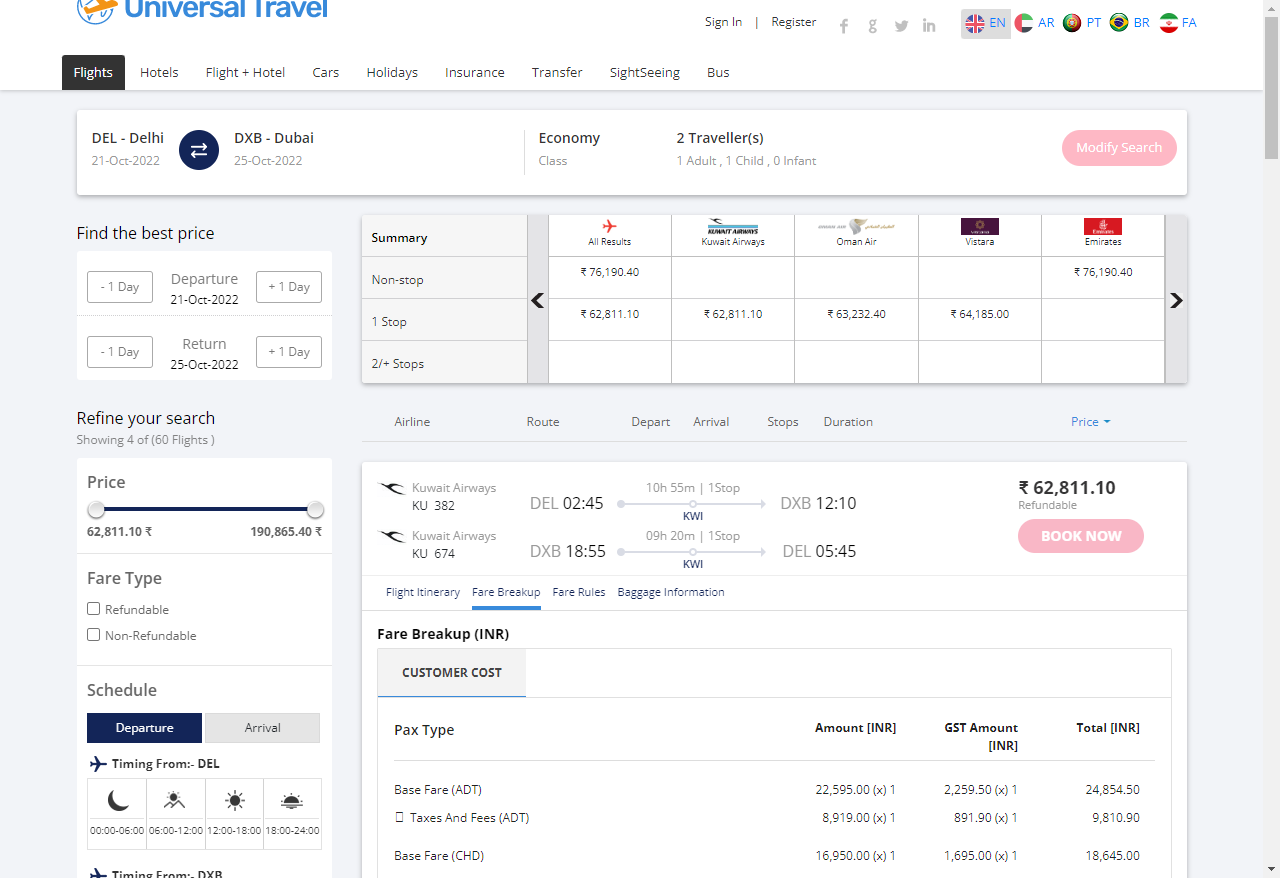 Universal Travel
Sign In | Register
EN AR PT BR FA
Flights Hotels Flight + Hotel Cars Holidays Insurance Transfer SightSeeing Bus
DEL - Delhi DXB - Dubai Economy 2 Traveller(s)
21-Oct-2022 25-Oct-2022 Class 1 Adult , 1 Child , 0 Infant
Modify Search
Find the best price
- 1 Day Departure + 1 Day
21-Oct-2022
- 1 Day Return + 1 Day
25-Oct-2022
Summary All Results Kuwait Airways Oman Air Vistara Emirates
Non-stop ₹ 76,190.40 ₹ 76,190.40
1 Stop ₹ 62,811.10 ₹ 62,811.10 ₹ 63,232.40 ₹ 64,185.00
2/+ Stops
Refine your search
Showing 4 of (60 Flights )
Price
62,811.10 ₹ 190,865.40 ₹
Fare Type
Refundable
Non-Refundable
Schedule
Departure Arrival
Timing From:- DEL
00:00-06:00 06:00-12:00 12:00-18:00 18:00-24:00
Timing From:- DXB
Airline Route Depart Arrival Stops Duration Price
Kuwait Airways 10h 55m | 1Stop
KU 382 DEL 02:45 DXB 12:10
KWI
Kuwait Airways 09h 20m | 1Stop
KU 674 DXB 18:55 DEL 05:45
KWI
₹ 62,811.10
Refundable
BOOK NOW
Flight Itinerary Fare Breakup Fare Rules Baggage Information
Fare Breakup (INR)
CUSTOMER COST
Pax Type Amount [INR] GST Amount [INR] Total [INR]
Base Fare (ADT) 22,595.00 (x) 1 2,259.50 (x) 1 24,854.50
Taxes And Fees (ADT) 8,919.00 (x) 1 891.90 (x) 1 9,810.90
Base Fare (CHD) 16,950.00 (x) 1 1,695.00 (x) 1 18,645.00